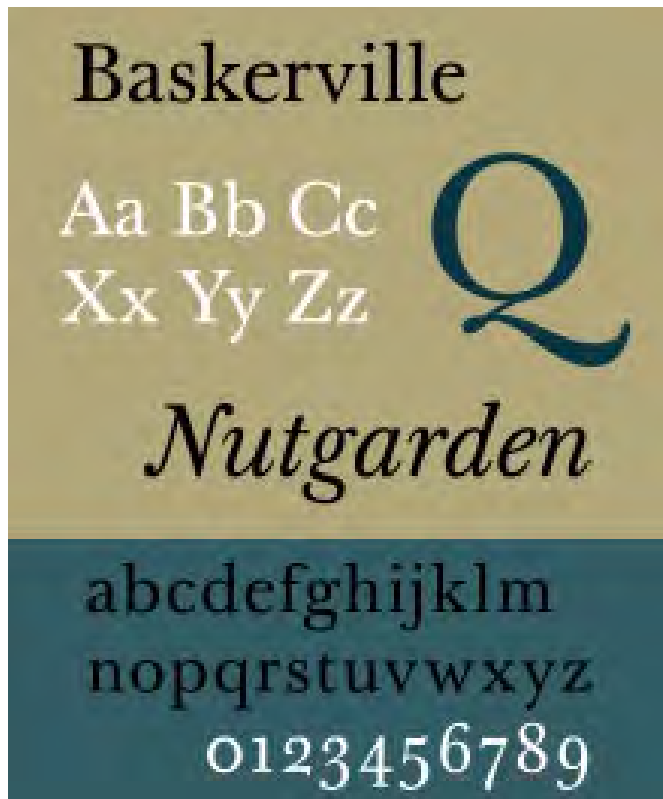 Baskerville
Aa Bb Cc
Xx Yy Zz
Q
Nutgarden
abcdefghijklm
nopqrstuvwxyz
0123456789